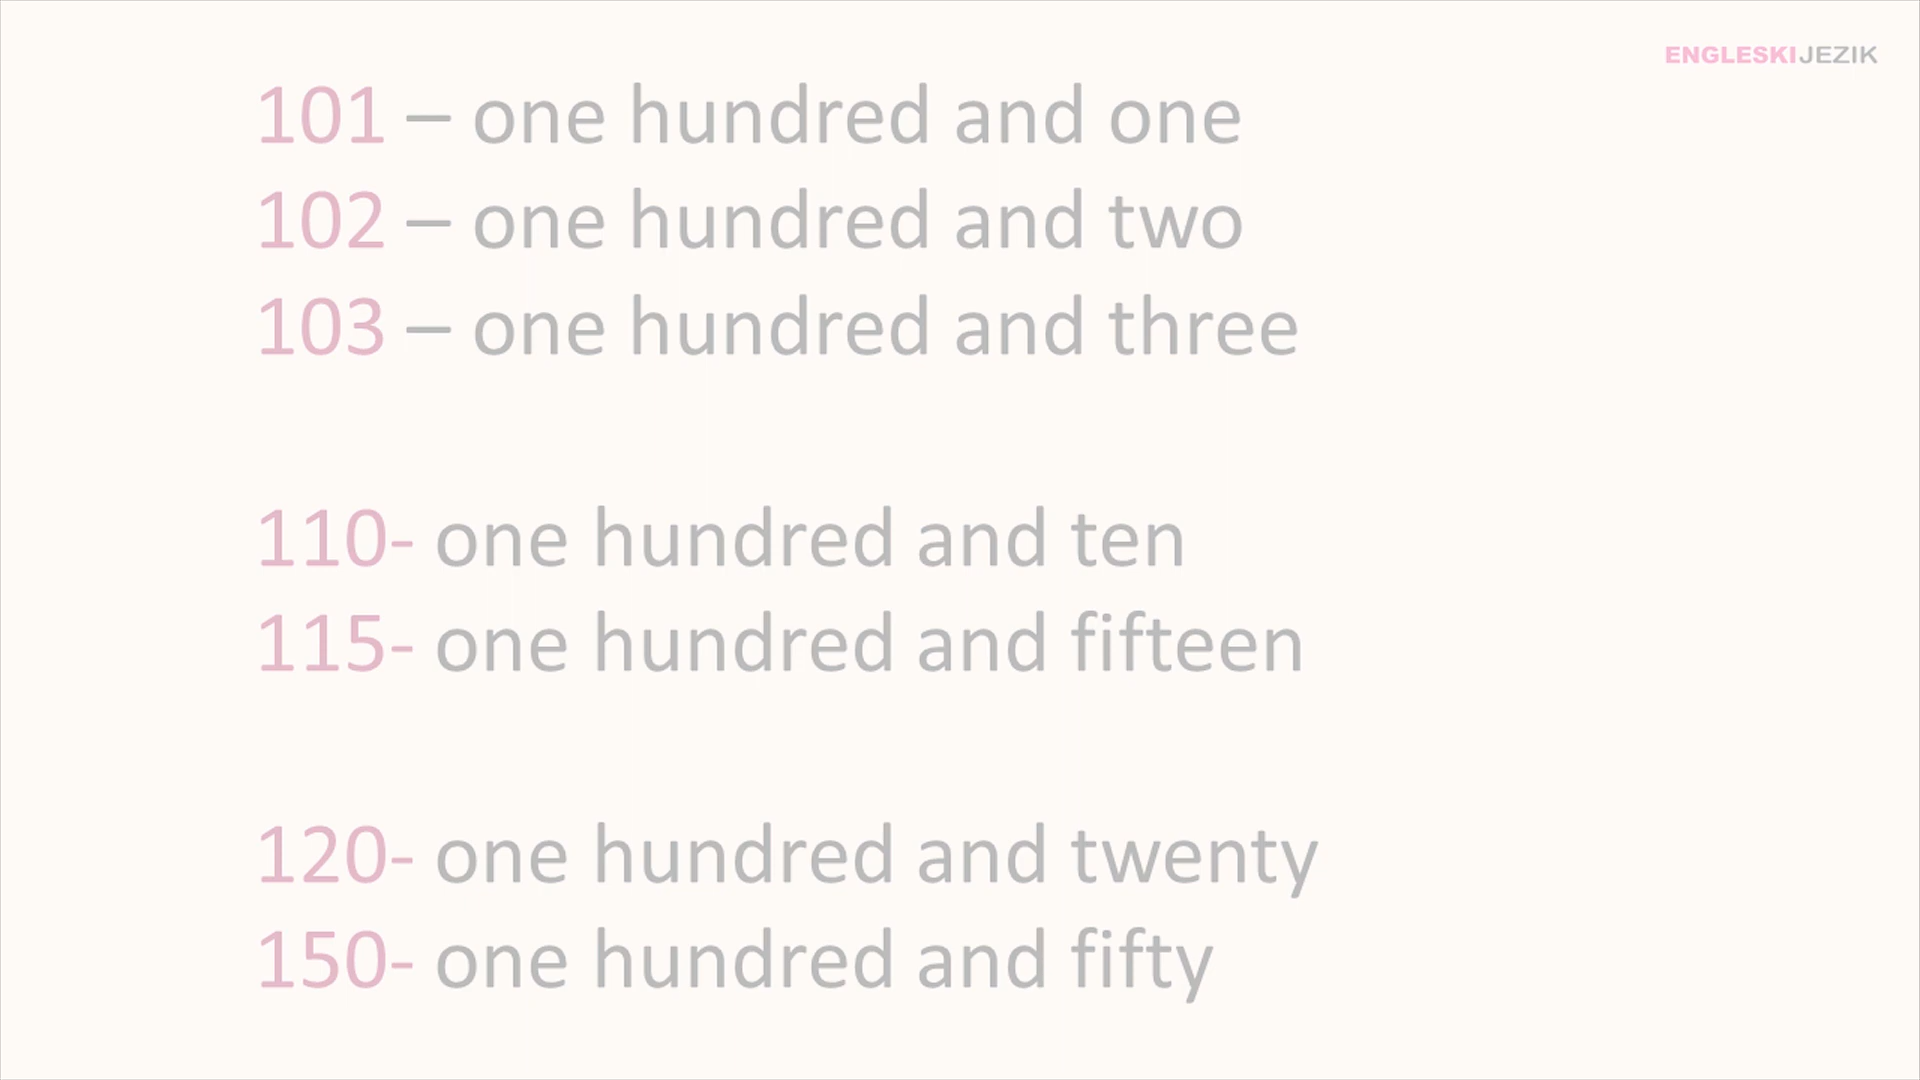 ENGLESKIJEZIK
101 – one hundred and one
102 – one hundred and two
103 – one hundred and three
110- one hundred and ten
115- one hundred and fifteen
120- one hundred and twenty
150- one hundred and fifty